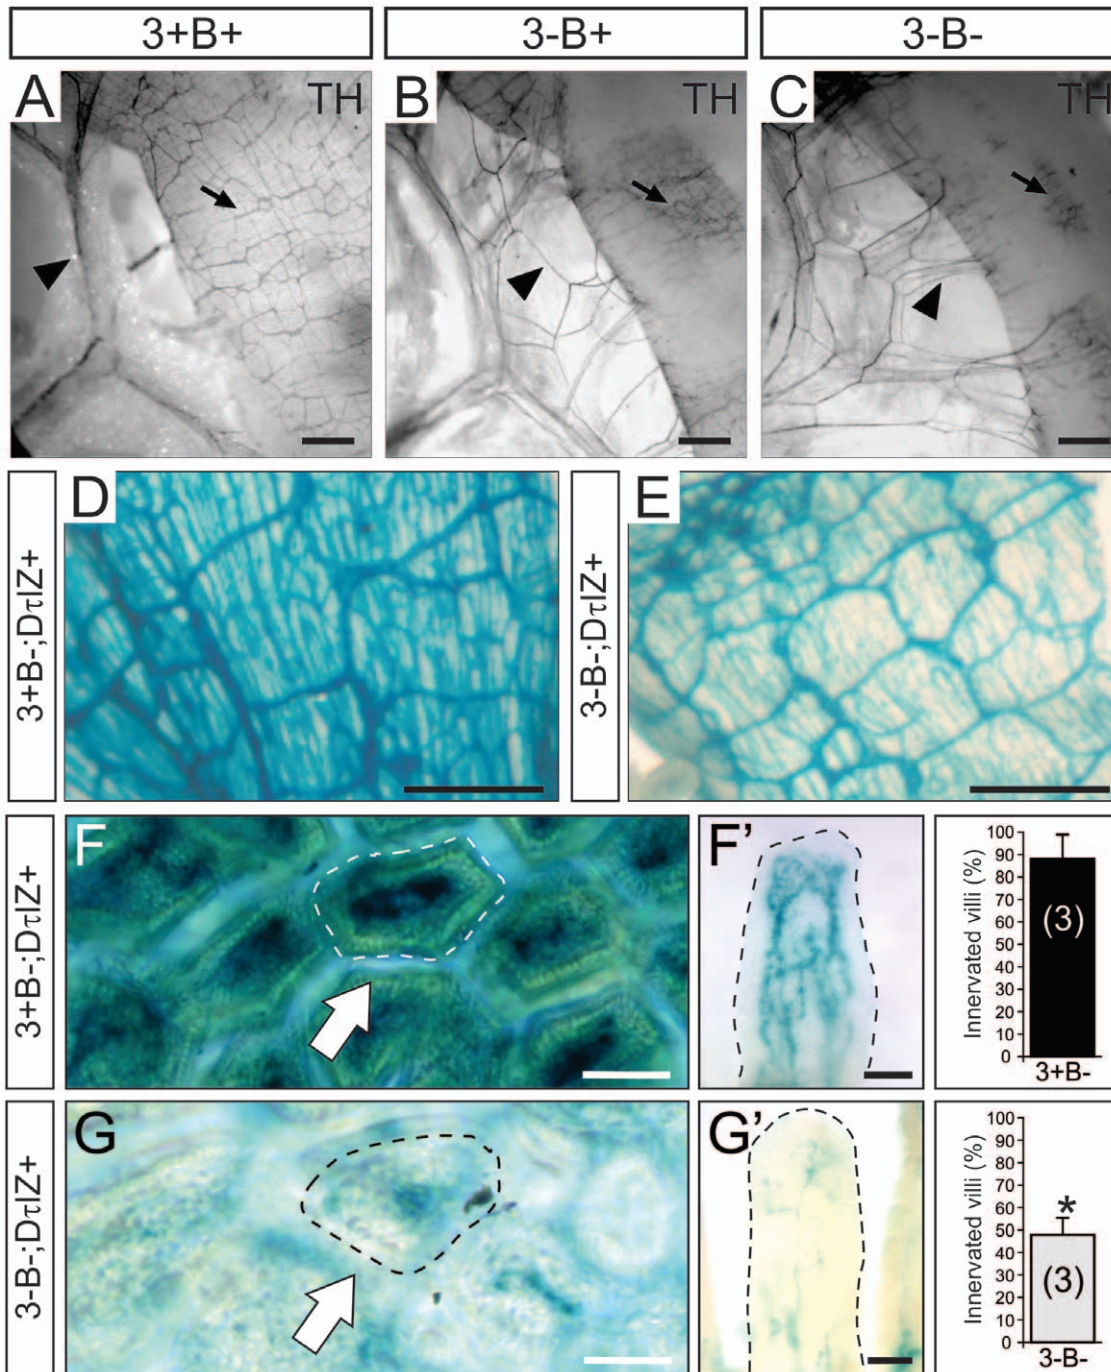 3+B+
3-B+
3-B-
A
TH
B
TH
C
TH
3+B-;DτlZ+
D
3-B-;DτlZ+
E
3+B-;DτlZ+
F
F'
Innervated villi (%)
100
90
80
70
60
50
40
30
20
10
0
(3)
3+B-
3-B-;DτlZ+
G
G'
Innervated villi (%)
100
90
80
70
60
50
40
30
20
10
0
*
(3)
3-B-